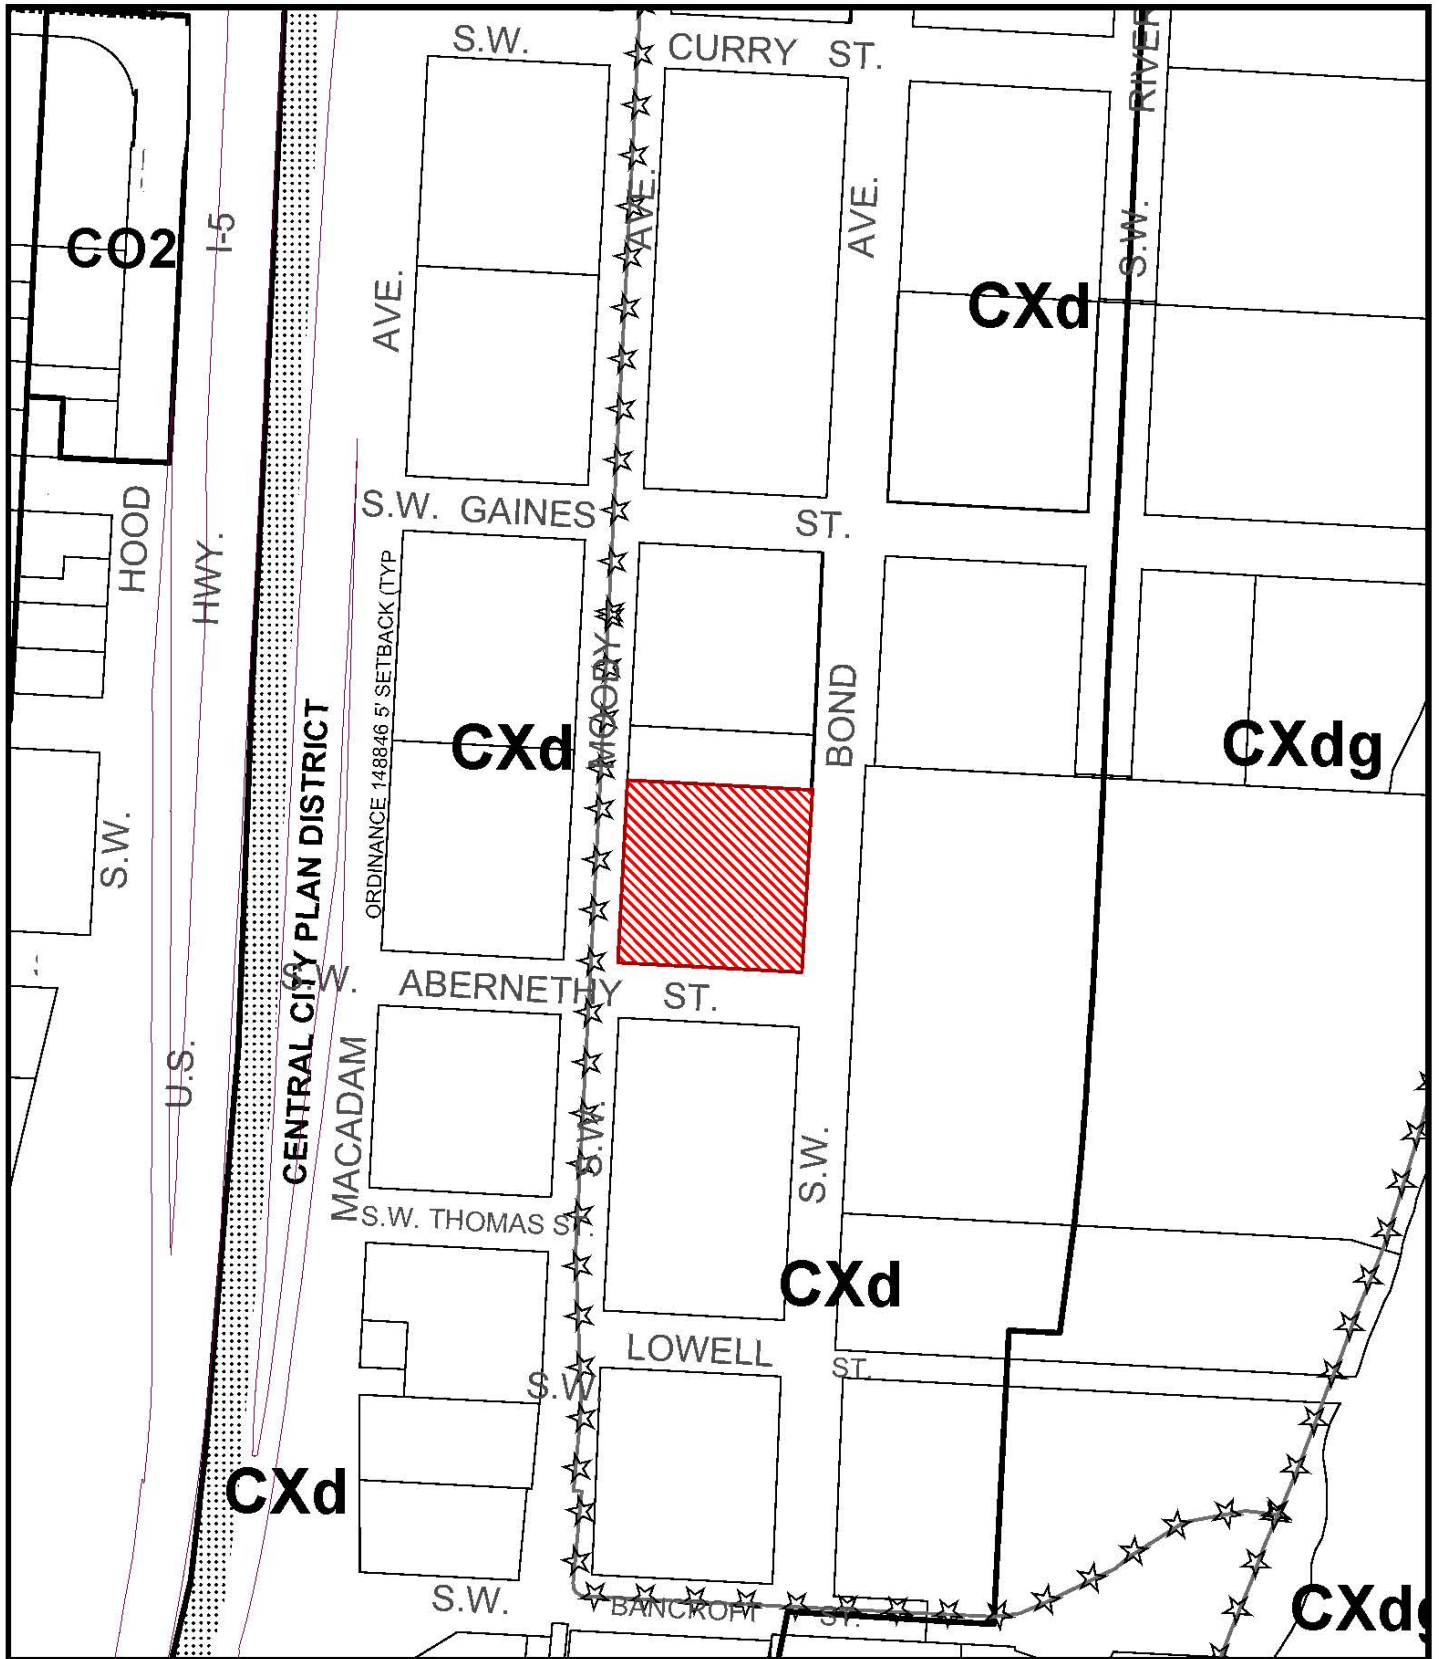 S.W. CURRY ST.
S.W. RIVER
I-5
CO2
AVE.
AVE.
AVE.
CXd
S.W. GAINES ST.
HOOD
HWY.
ORDINANCE 148846 5' SETBACK (TYP
MOODY
BOND
CXd
CXdg
S.W.
CENTRAL CITY PLAN DISTRICT
S.W. ABERNETHY ST.
U.S.
MACADAM
S.W.
S.W.
S.W. THOMAS ST.
CXd
S.W. LOWELL ST.
CXd
S.W. BANCROFT ST.
CXdg